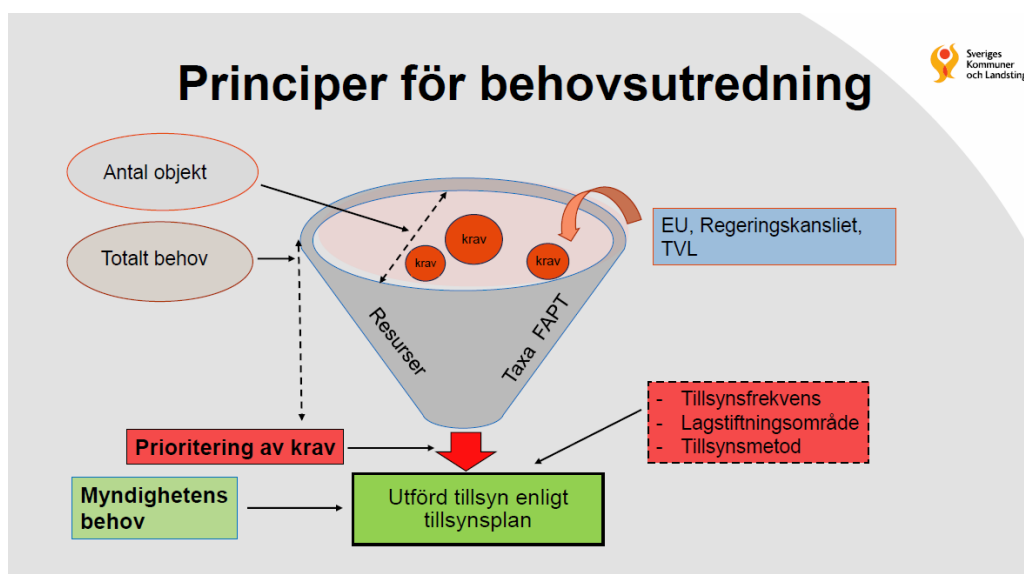 Sveriges
Kommuner
och Landsting
Principer för behovsutredning
Antal objekt
Totalt behov
krav
krav
krav
EU, Regeringskansliet,
TVL
Resurser
Taxa FAPT
- Tillsynsfrekvens
- Lagstiftningsområde
- Tillsynsmetod
Prioritering av krav
Myndighetens
behov
Utförd tillsyn enligt
tillsynsplan